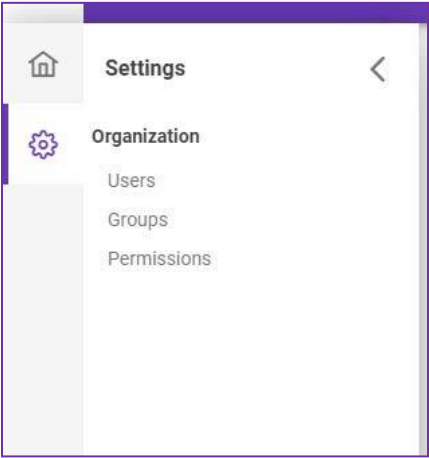 Settings
Organization
Users
Groups
Permissions